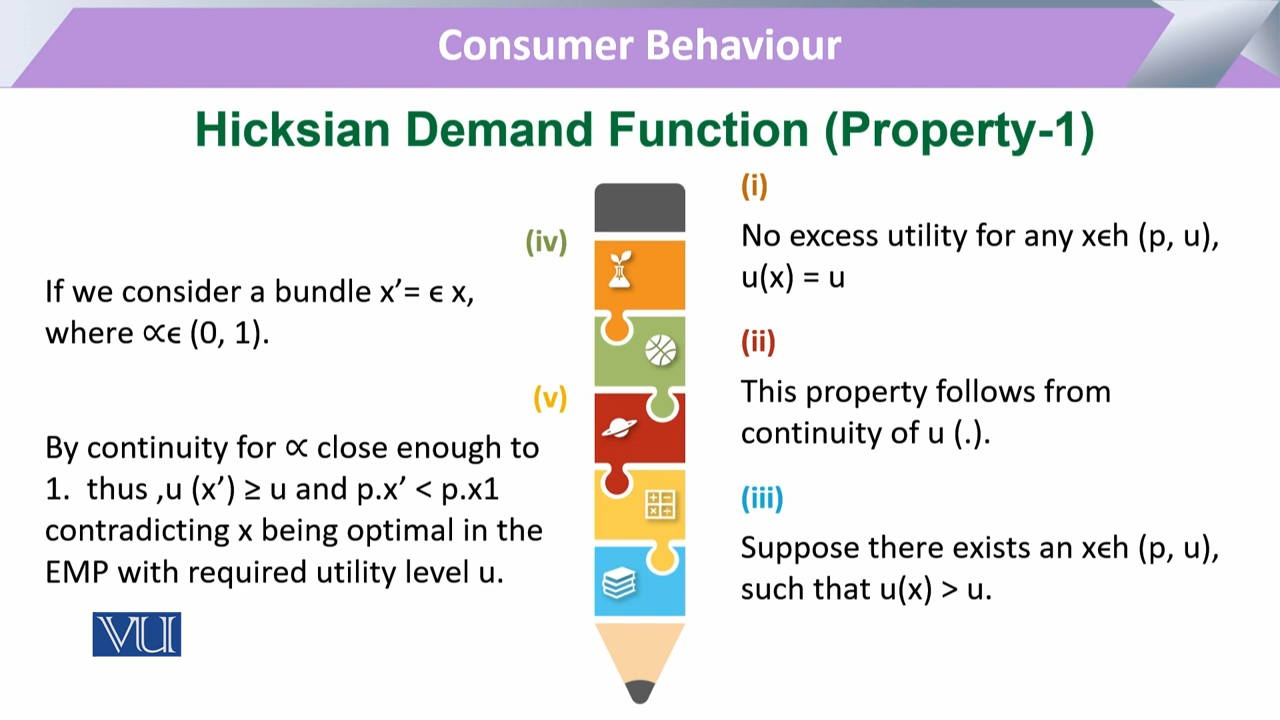 Consumer Behaviour
Hicksian Demand Function (Property-1)
(i)
No excess utility for any xϵh (p, u),
u(x) = u
(ii)
This property follows from
continuity of u (.).
(iii)
Suppose there exists an xϵh (p, u),
such that u(x) > u.
(iv)
If we consider a bundle x’= ϵ x,
where ∝ϵ (0, 1).
(v)
By continuity for ∝ close enough to
1. thus ,u (x’) ≥ u and p.x’ < p.x1
contradicting x being optimal in the
EMP with required utility level u.
VU